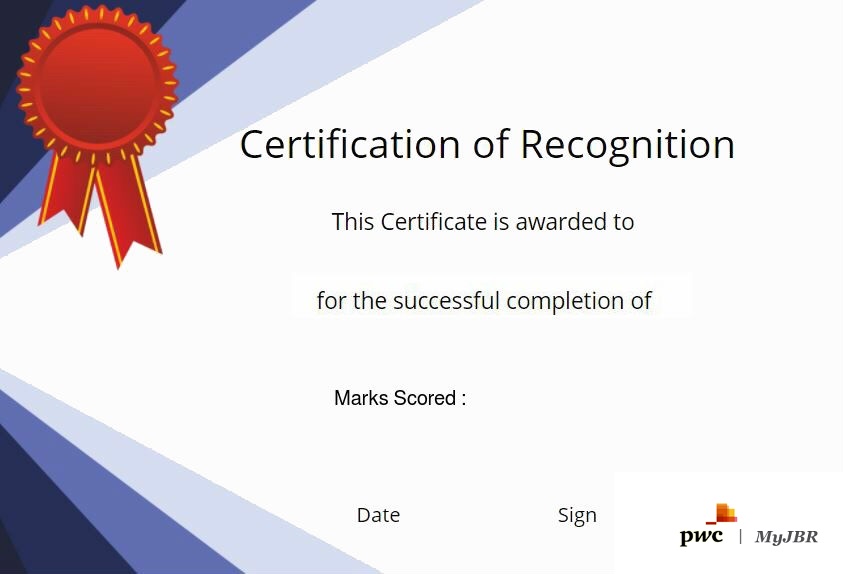 Certification of Recognition
This Certificate is awarded to
for the successful completion of
Marks Scored :
Date Sign
pwc | MyJBR